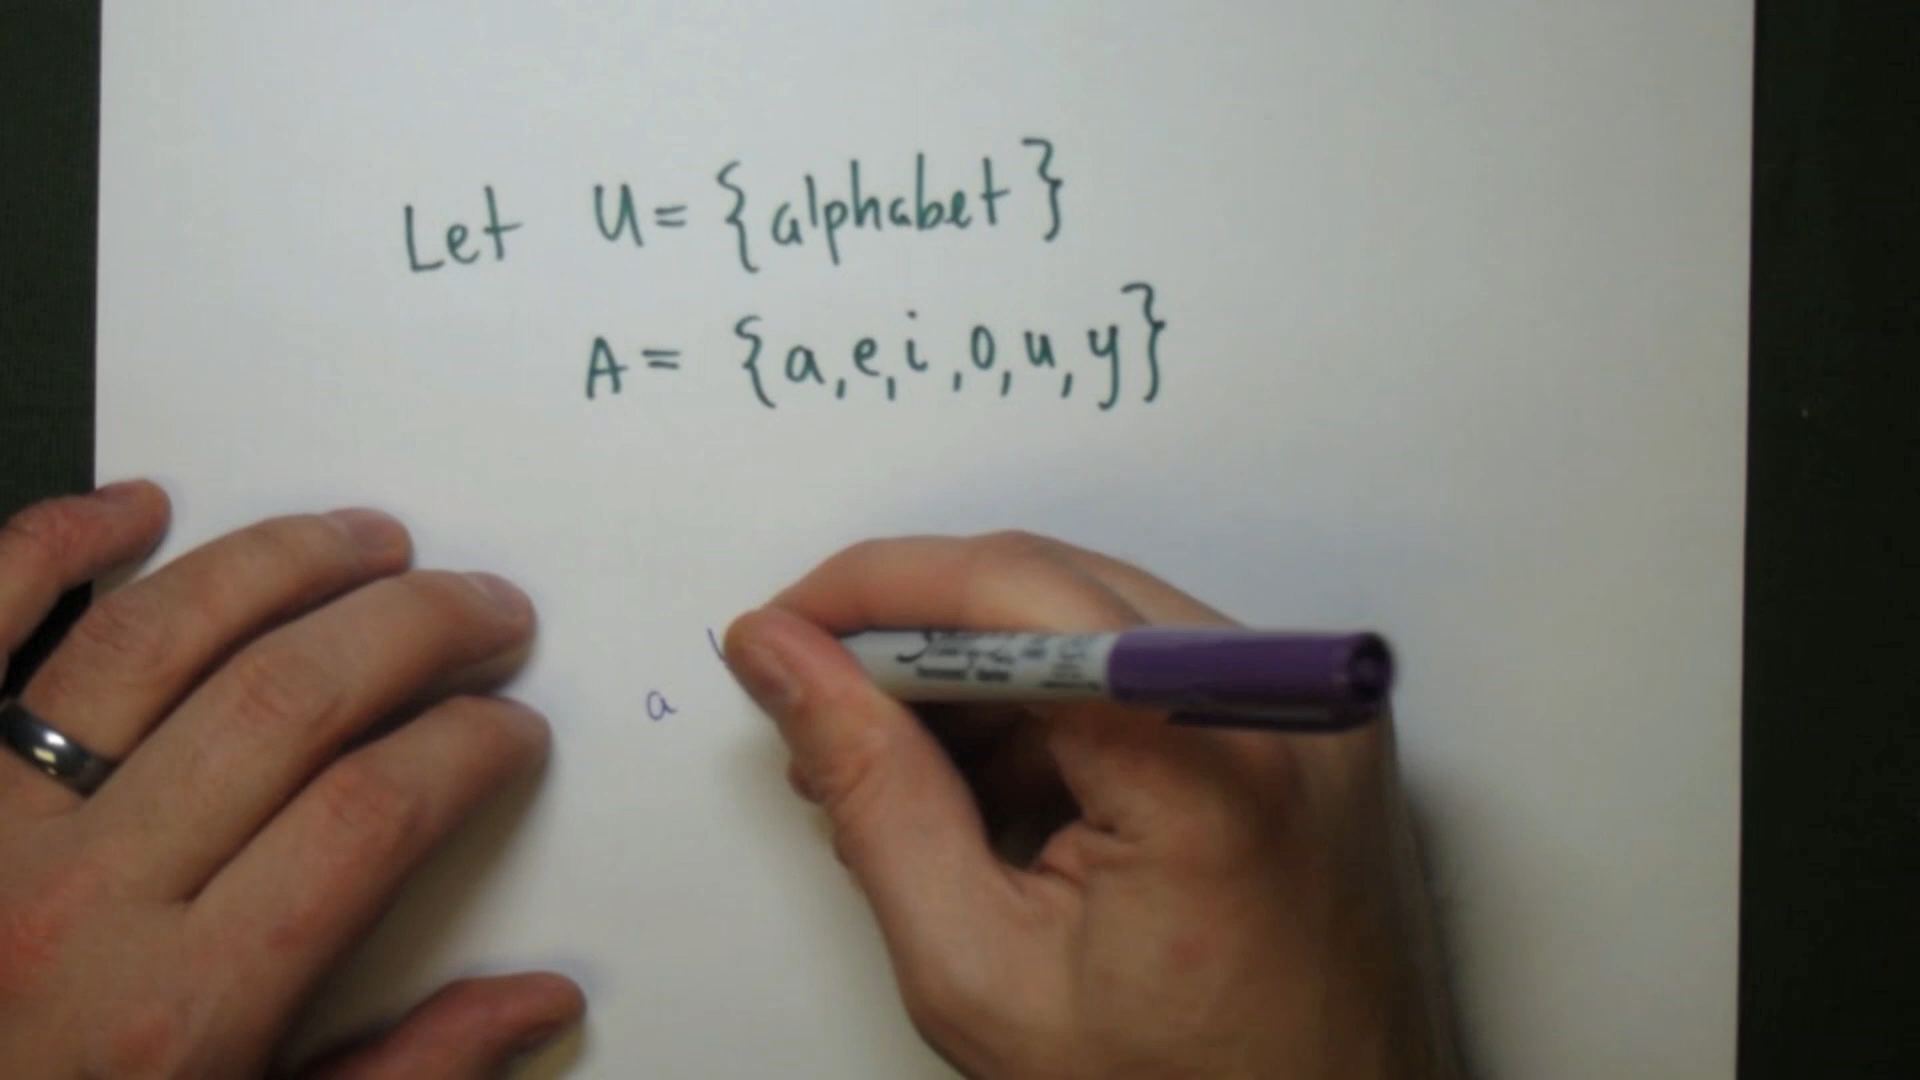 Let U = {alphabet}
A = {a, e, i, o, u, y}
a